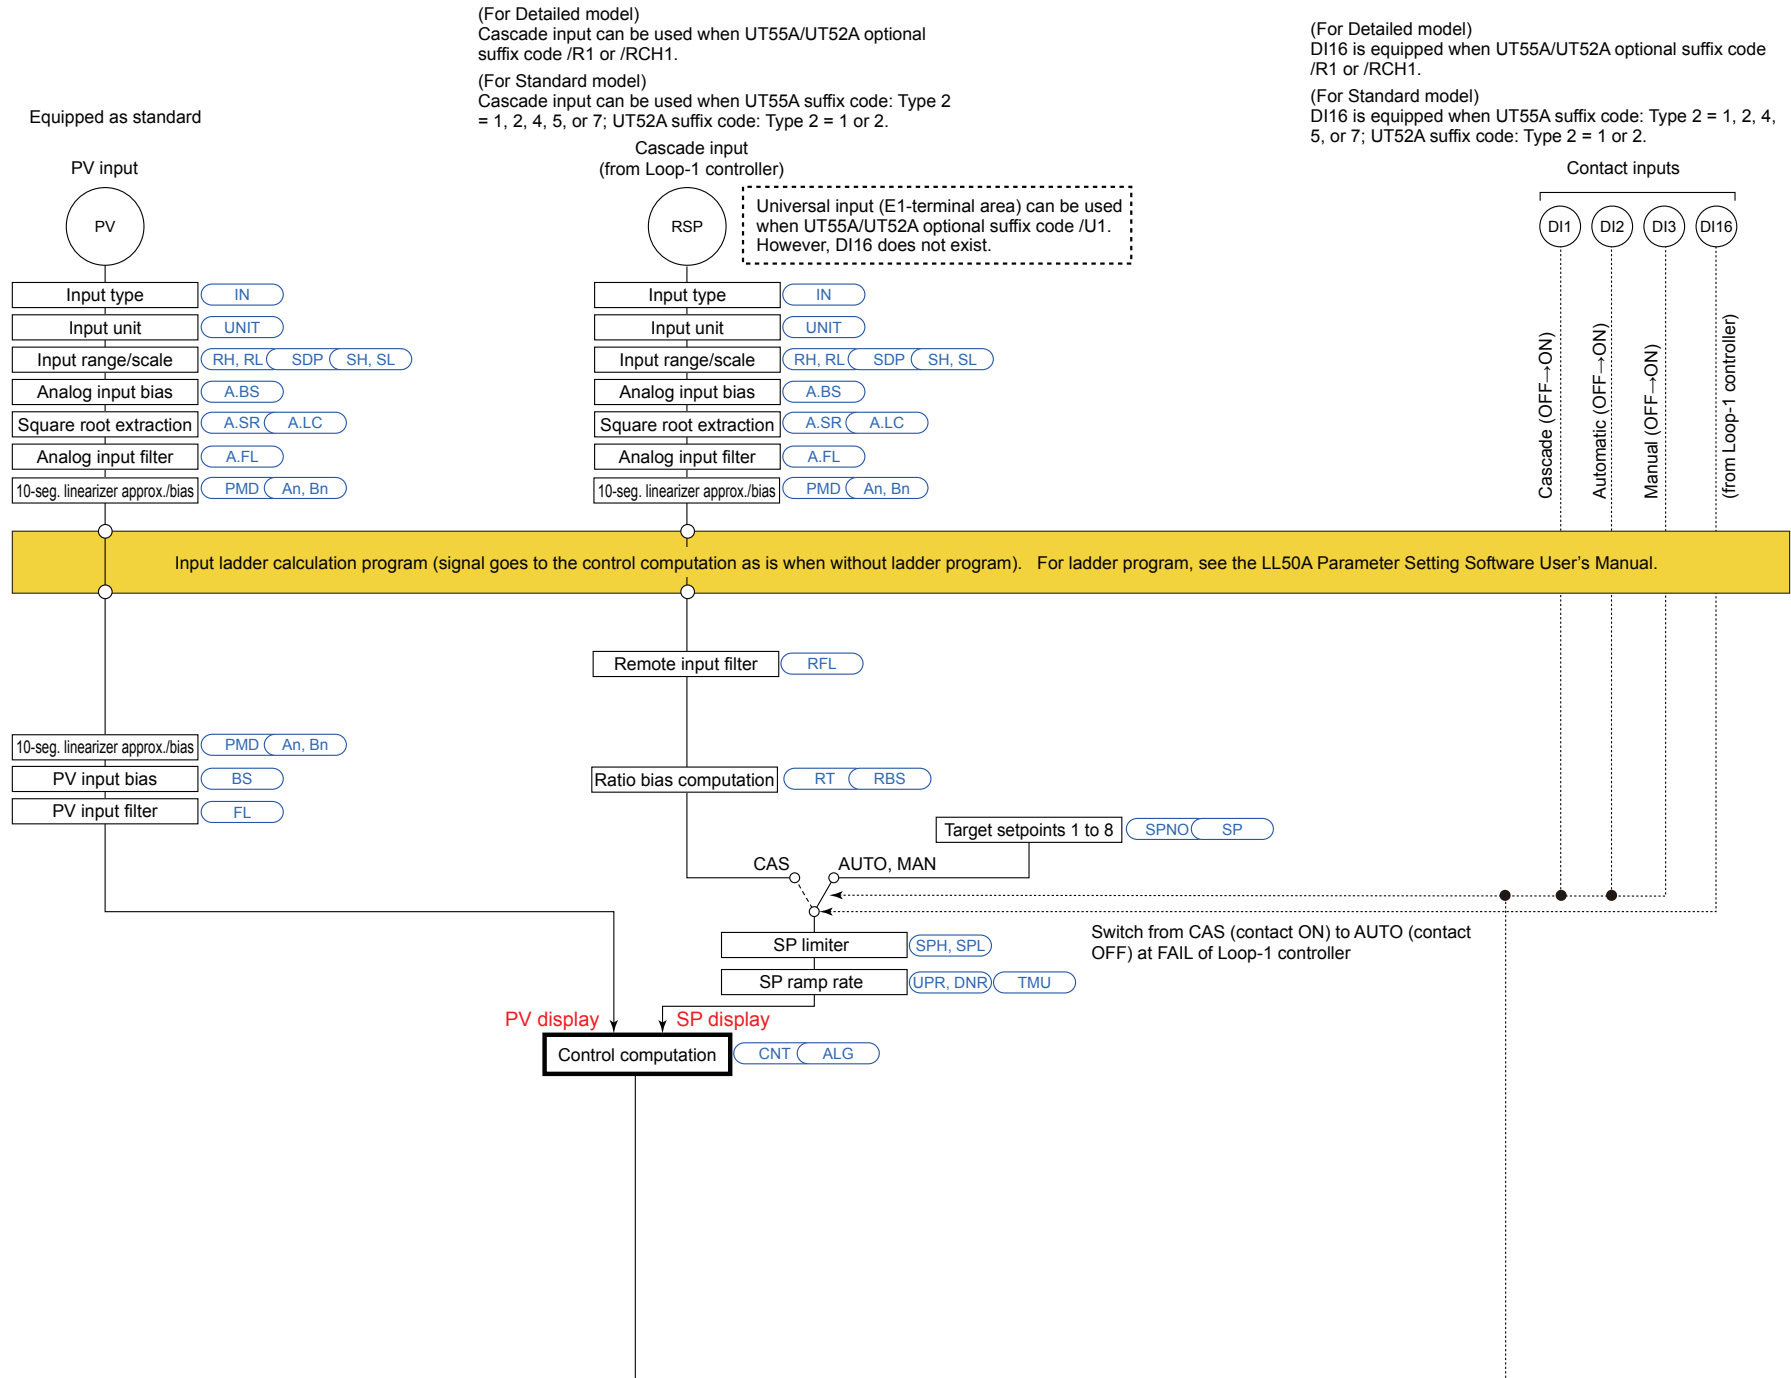 (For Detailed model)
Cascade input can be used when UT55A/UT52A optional
suffix code /R1 or /RCH1.
(For Standard model)
Cascade input can be used when UT55A suffix code: Type 2
= 1, 2, 4, 5, or 7; UT52A suffix code: Type 2 = 1 or 2.
(For Detailed model)
DI16 is equipped when UT55A/UT52A optional suffix code
/R1 or /RCH1.
(For Standard model)
DI16 is equipped when UT55A suffix code: Type 2 = 1, 2, 4,
5, or 7; UT52A suffix code: Type 2 = 1 or 2.
Equipped as standard
PV input
Cascade input
(from Loop-1 controller)
Contact inputs
PV
RSP
Universal input (E1-terminal area) can be used
when UT55A/UT52A optional suffix code /U1.
However, DI16 does not exist.
DI1
DI2
DI3
DI16
Cascade (OFF→ON)
Automatic (OFF→ON)
Manual (OFF→ON)
(from Loop-1 controller)
Input type
IN
Input unit
UNIT
Input range/scale
RH, RL
SDP
SH, SL
Analog input bias
A.BS
Square root extraction
A.SR
A.LC
Analog input filter
A.FL
10-seg. linearizer approx./bias
PMD
An, Bn
Input type
IN
Input unit
UNIT
Input range/scale
RH, RL
SDP
SH, SL
Analog input bias
A.BS
Square root extraction
A.SR
A.LC
Analog input filter
A.FL
10-seg. linearizer approx./bias
PMD
An, Bn
Input ladder calculation program (signal goes to the control computation as is when without ladder program). For ladder program, see the LL50A Parameter Setting Software User's Manual.
Remote input filter
RFL
10-seg. linearizer approx./bias
PMD
An, Bn
PV input bias
BS
PV input filter
FL
Ratio bias computation
RT
RBS
Target setpoints 1 to 8
SPNO
SP
CAS
AUTO, MAN
Switch from CAS (contact ON) to AUTO (contact
OFF) at FAIL of Loop-1 controller
SP limiter
SPH, SPL
SP ramp rate
UPR, DNR
TMU
PV display
SP display
Control computation
CNT
ALG